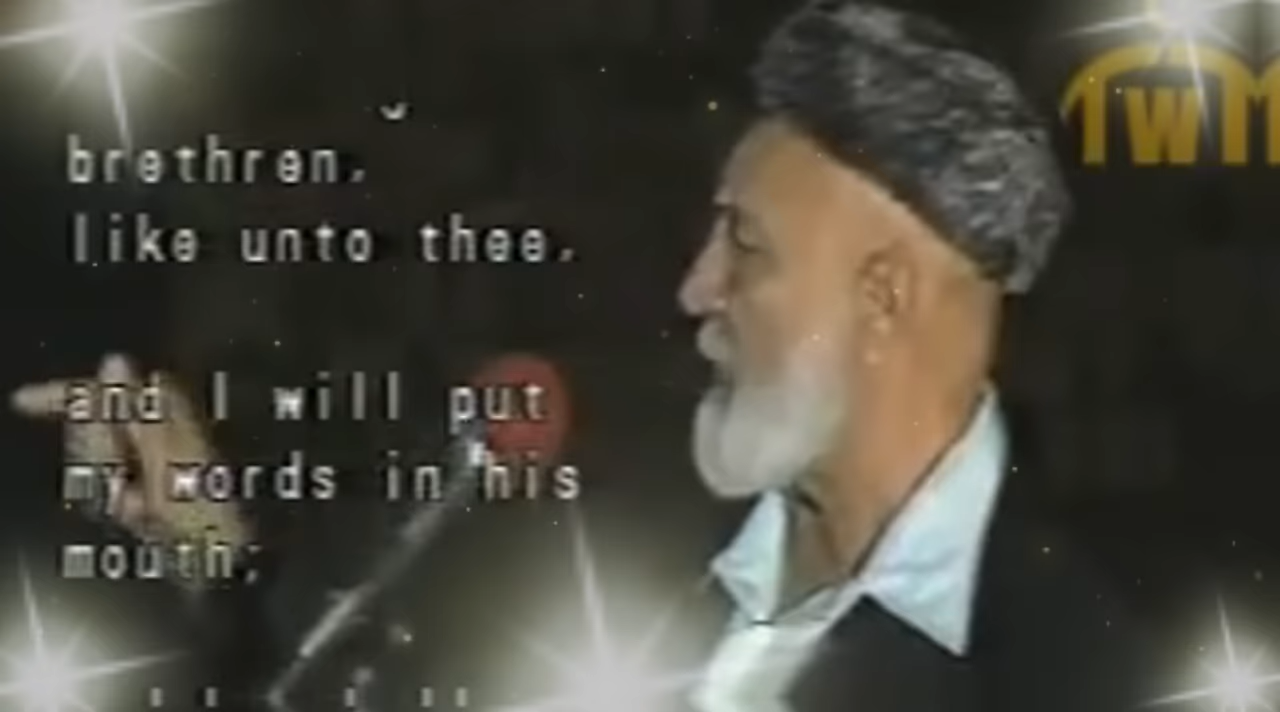 brethren,
like unto thee,
and I will put
my words in his
mouth;
TWM